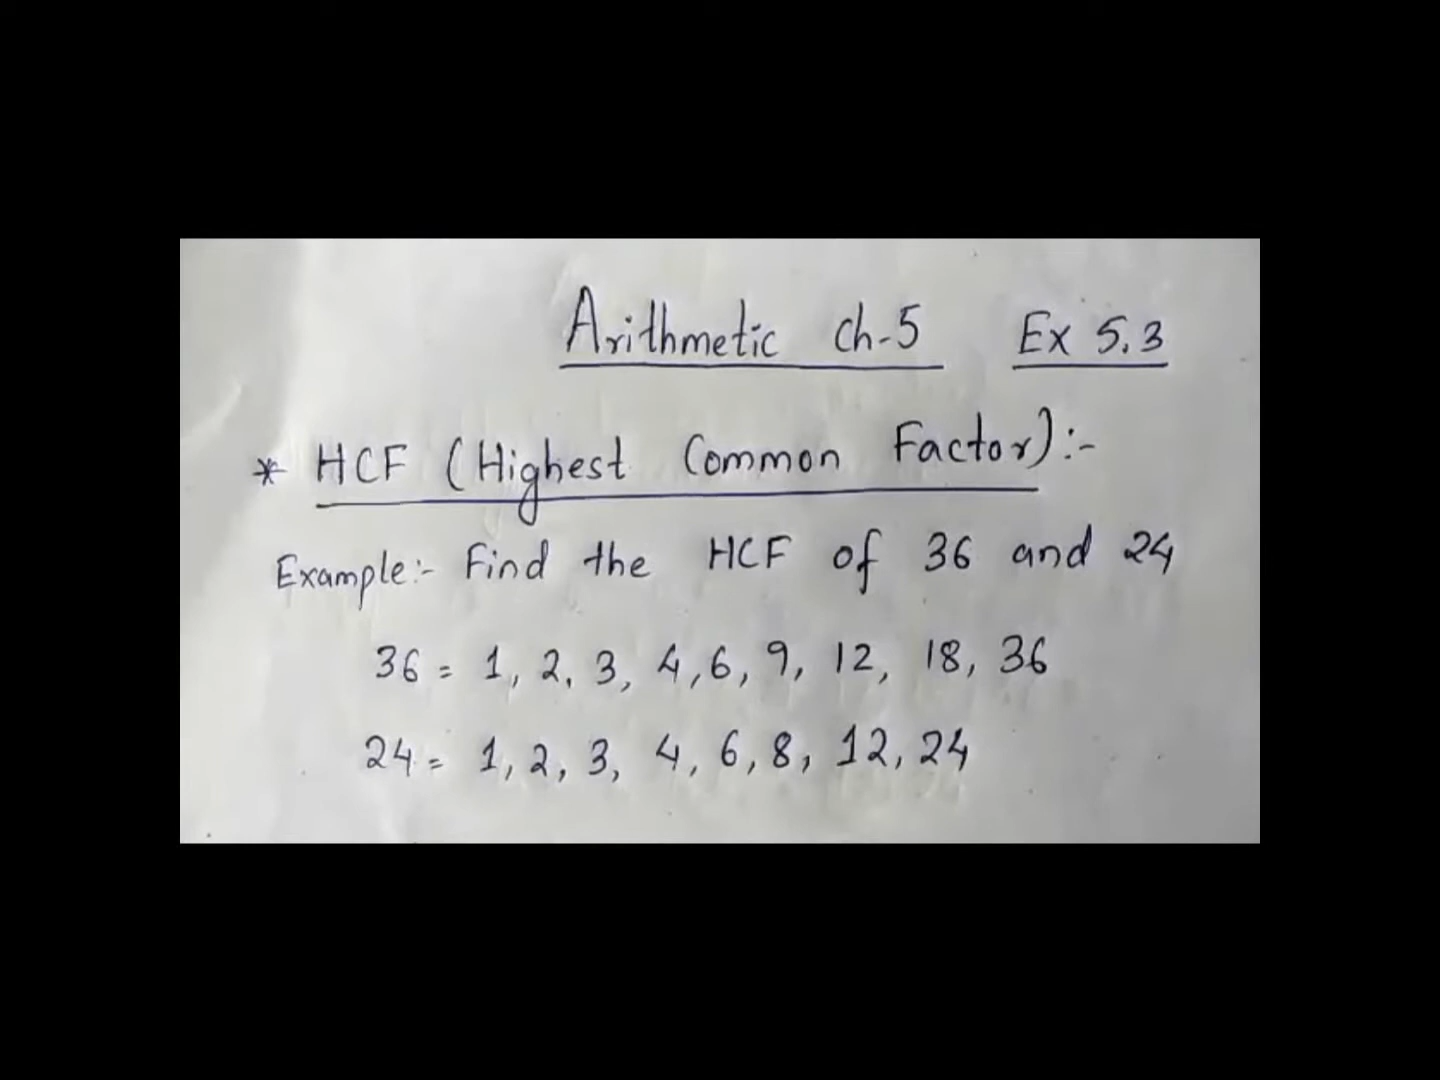 Arithmetic Ch-5 Ex 5.3
* HCF (Highest Common Factor):-
Example:- Find the HCF of 36 and 24
36 = 1, 2, 3, 4, 6, 9, 12, 18, 36
24 = 1, 2, 3, 4, 6, 8, 12, 24